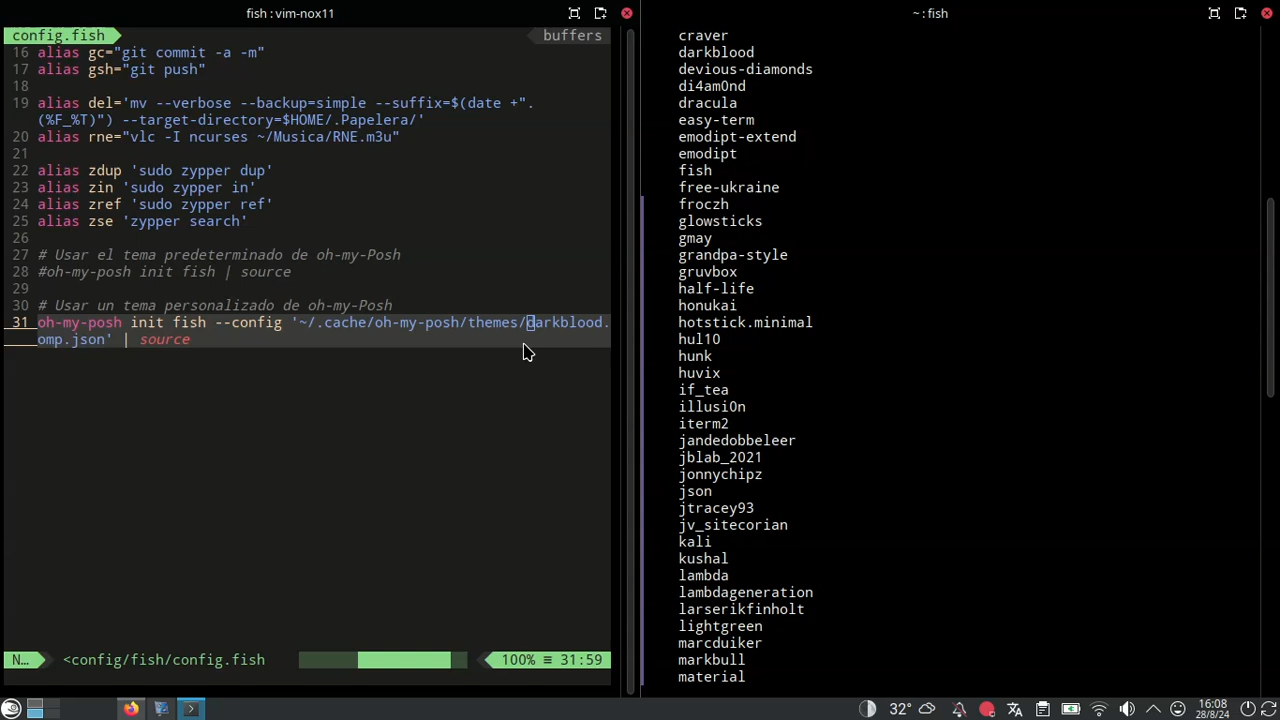 fish : vim-nox11
config.fish
buffers
16 alias gc="git commit -a -m"
17 alias gsh="git push"
18
19 alias del='mv --verbose --backup=simple --suffix=$(date +".
(%F_%T)") --target-directory=$HOME/.Papelera/'
20 alias rne="vlc -I ncurses ~/Musica/RNE.m3u"
21
22 alias zdup 'sudo zypper dup'
23 alias zin 'sudo zypper in'
24 alias zref 'sudo zypper ref'
25 alias zse 'zypper search'
26
27 # Usar el tema predeterminado de oh-my-Posh
28 #oh-my-posh init fish | source
29
30 # Usar un tema personalizado de oh-my-Posh
31 oh-my-posh init fish --config '~/.cache/oh-my-posh/themes/darkblood.
omp.json' | source
N… <config/fish/config.fish 100% ≡ 31:59
~ : fish
craver
darkblood
devious-diamonds
di4am0nd
dracula
easy-term
emodipt-extend
emodipt
fish
free-ukraine
froczh
glowsticks
gmay
grandpa-style
gruvbox
half-life
honukai
hotstick.minimal
hul10
hunk
huvix
if_tea
illusi0n
iterm2
jandedobbeleer
jblab_2021
jonnychipz
json
jtracey93
jv_sitecorian
kali
kushal
lambda
lambdageneration
larserikfinholt
lightgreen
marcduiker
markbull
material
32°
16:08
28/8/24